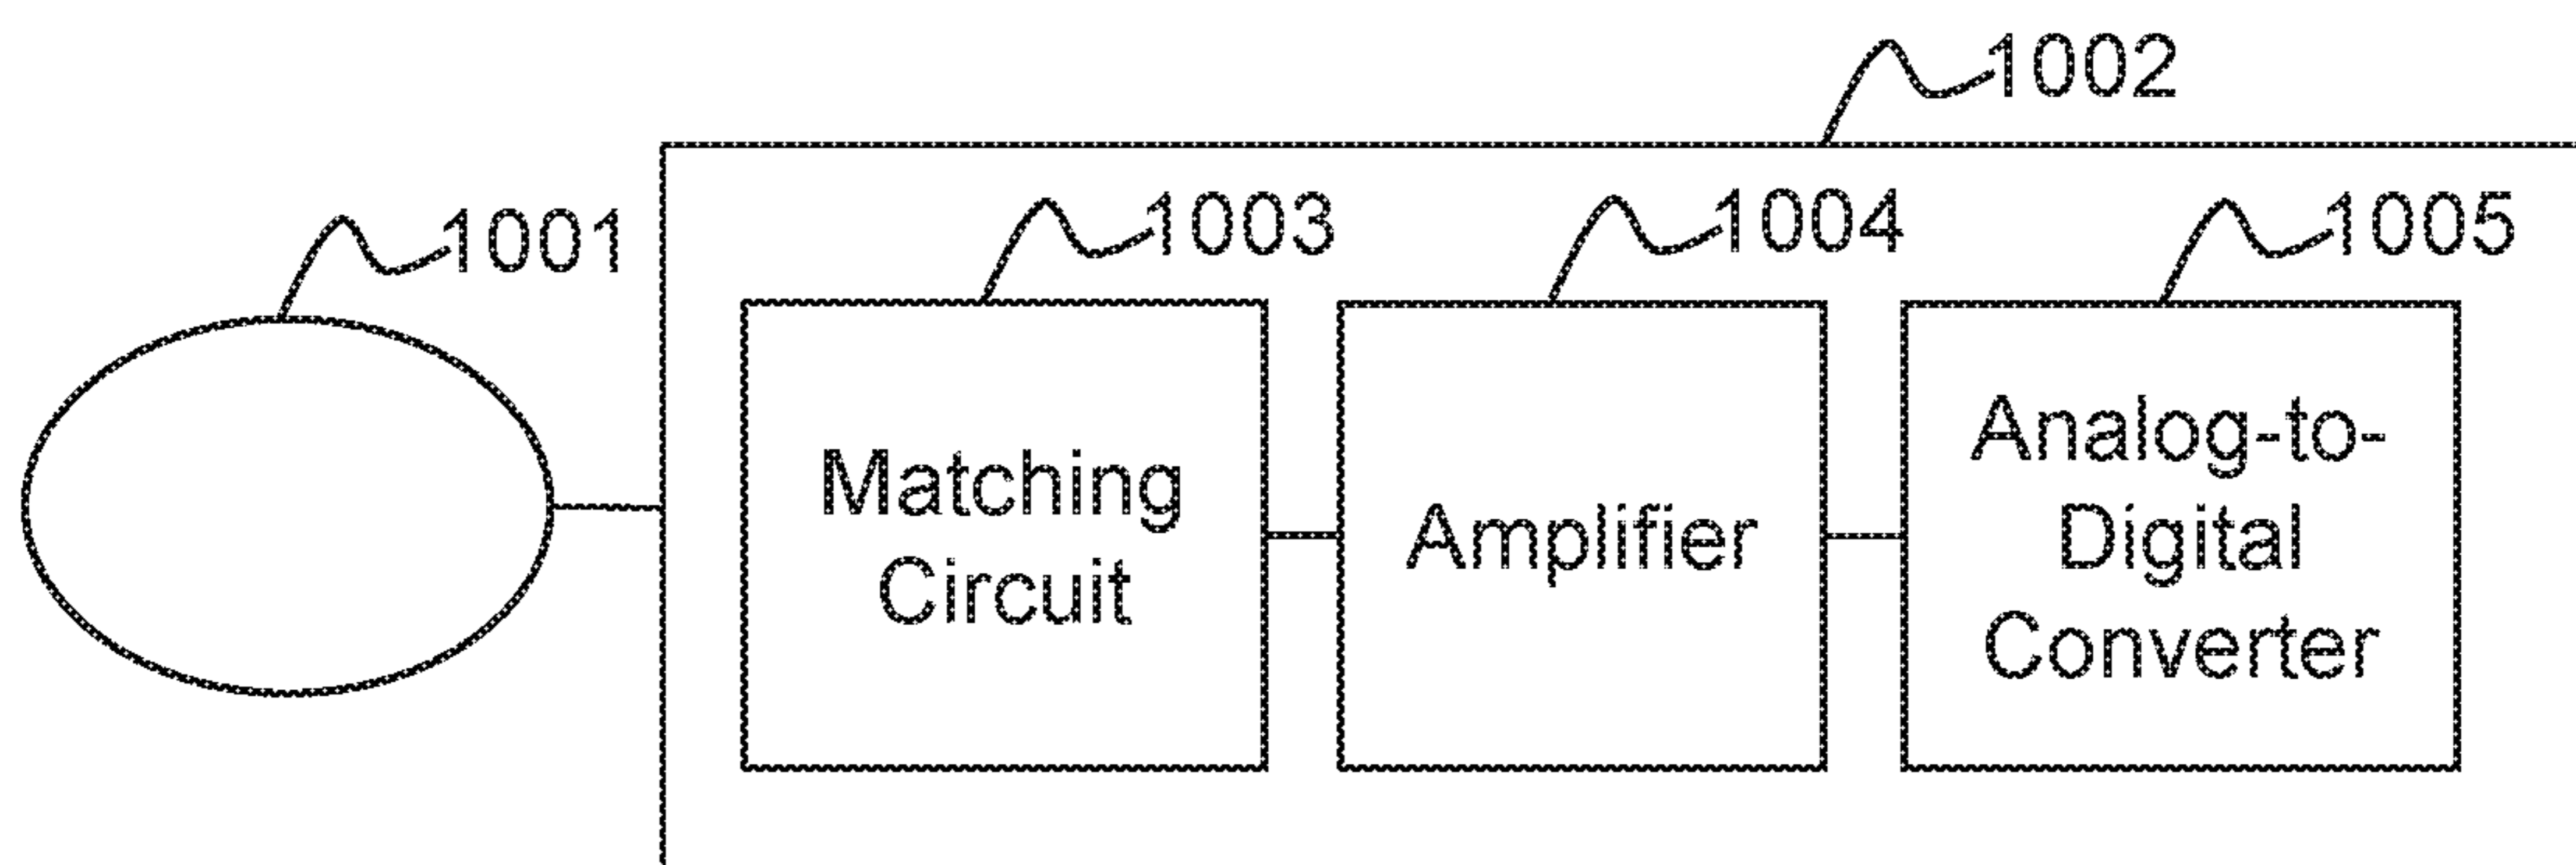 1002
1001
1003
1004
1005
Matching
Circuit
Amplifier
Analog-to-
Digital
Converter